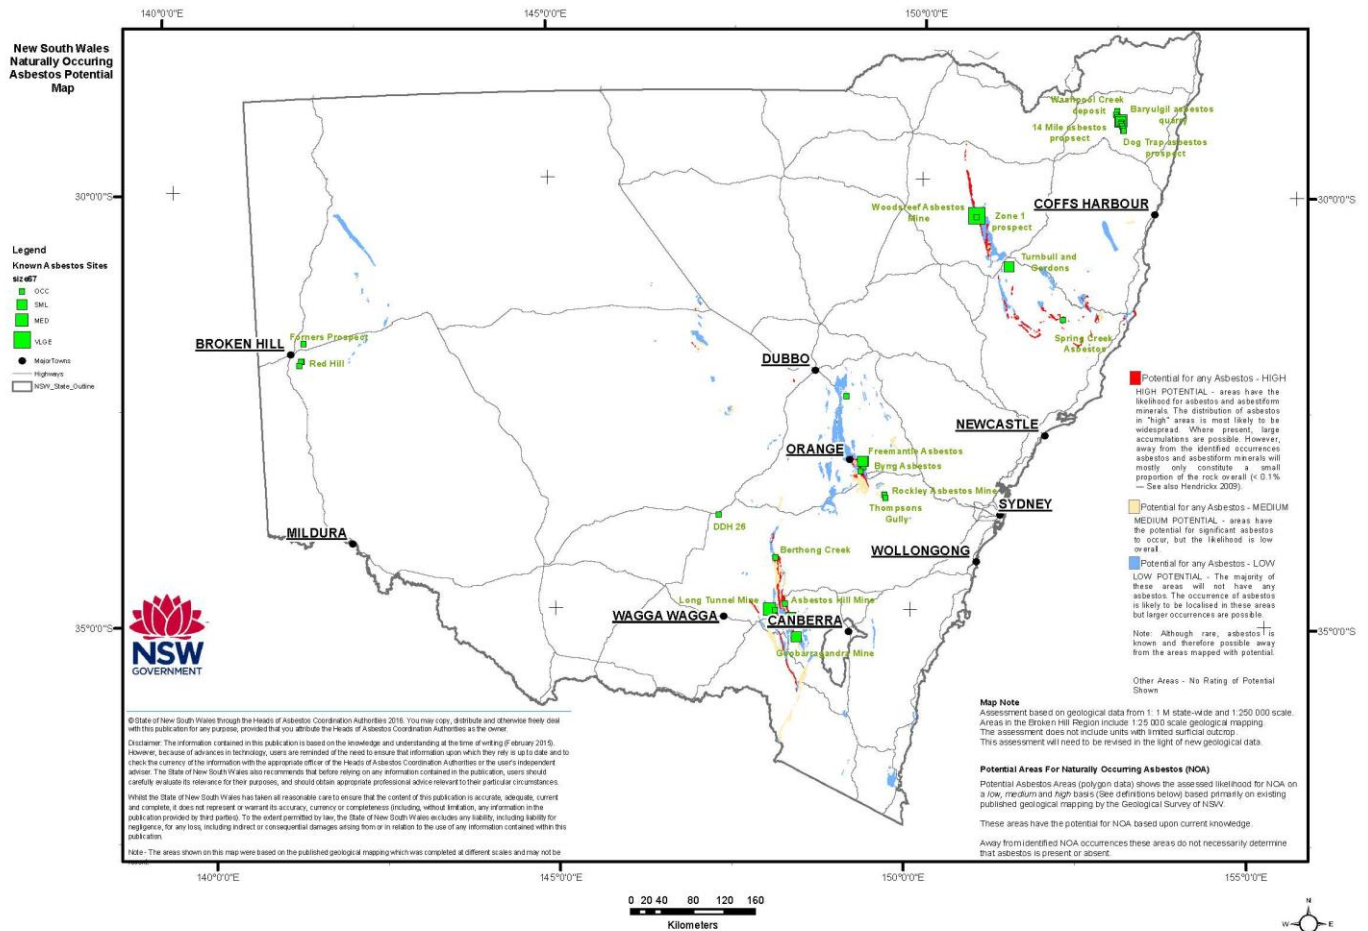 140°0'0"E
145°0'0"E
150°0'0"E
New South Wales
Naturally Occuring
Asbestos Potential
Map
Washpool Creek
deposit
Baryulgil asbestos
quarry
14 Mile asbestos
propsect
Dog Trap asbestos
prospect
30°0'0"S
30°0'0"S
COFFS HARBOUR
Woodsreef Asbestos
Mine
Zone 1
prospect
Turnbull and
Gordons
Legend
Known Asbestos Sites
size67
OCC
SML
MED
VLGE
MajorTowns
Highways
NSW_State_Outline
BROKEN HILL
Forners Prospect
Red Hill
Spring Creek
Asbestos
DUBBO
NEWCASTLE
ORANGE
Freemantle Asbestos
Byng Asbestos
Rockley Asbestos Mine
Thompsons
Gully
SYDNEY
DDH 26
MILDURA
WOLLONGONG
Berthong Creek
Long Tunnel Mine
Asbestos Hill Mine
WAGGA WAGGA
CANBERRA
Goobarragandra Mine
35°0'0"S
35°0'0"S
Potential for any Asbestos - HIGH
HIGH POTENTIAL - areas have the
likelihood for asbestos and asbestiform
minerals. The distribution of asbestos
in "high" areas is most likely to be
widespread. Where present, large
accumulations are possible. However,
away from the identified occurrences
asbestos and asbestiform minerals will
mostly only constitute a small
proportion of the rock overall (< 0.1%
— See also Hendrickx 2009).
Potential for any Asbestos - MEDIUM
MEDIUM POTENTIAL - areas have
the potential for significant asbestos
to occur, but the likelihood is low
overall.
Potential for any Asbestos - LOW
LOW POTENTIAL - The majority of
these areas will not have any
asbestos. The occurrence of asbestos
is likely to be localised in these areas
but larger occurrences are possible.
Note: Although rare, asbestos is
known and therefore possible away
from the areas mapped with potential.
Other Areas - No Rating of Potential
Shown
NSW
GOVERNMENT
© State of New South Wales through the Heads of Asbestos Coordination Authorities 2016. You may copy, distribute and otherwise freely deal
with this publication for any purpose, provided that you attribute the Heads of Asbestos Coordination Authorities as the owner.
Disclaimer: The information contained in this publication is based on the knowledge and understanding at the time of writing (February 2015).
However, because of advances in technology, users are reminded of the need to ensure that information upon which they rely is up to date and to
check the currency of the information with the appropriate officer of the Heads of Asbestos Coordination Authorities or the user's independent
adviser. The State of New South Wales also recommends that before relying on any information contained in the publication, users should
carefully evaluate its relevance for their purposes, and should obtain appropriate professional advice relevant to their particular circumstances.
Whilst the State of New South Wales has taken all reasonable care to ensure that the content of this publication is accurate, adequate, current
and complete, it does not represent or warrant its accuracy, currency or completeness (including, without limitation, any information in the
publication provided by third parties). To the extent permitted by law, the State of New South Wales excludes any liability, including liability for
negligence, for any loss, including indirect or consequential damages arising from or in relation to the use of any information contained within this
publication.
Note - The areas shown on this map were based on the published geological mapping which was completed at different scales and may not be
Map Note
Assessment based on geological data from 1: 1 M state-wide and 1:250 000 scale.
Areas in the Broken Hill Region include 1:25 000 scale geological mapping.
The assessment does not include units with limited surficial outcrop.
This assessment will need to be revised in the light of new geological data.
Potential Areas For Naturally Occurring Asbestos (NOA)
Potential Asbestos Areas (polygon data) shows the assessed likelihood for NOA on
a low, medium and high basis (See definitions below) based primarily on existing
published geological mapping by the Geological Survey of NSW.
These areas have the potential for NOA based upon current knowledge.
Away from identified NOA occurrences these areas do not necessarily determine
that asbestos is present or absent.
140°0'0"E
145°0'0"E
150°0'0"E
155°0'0"E
0 20 40 80 120 160
Kilometers
N
W
E